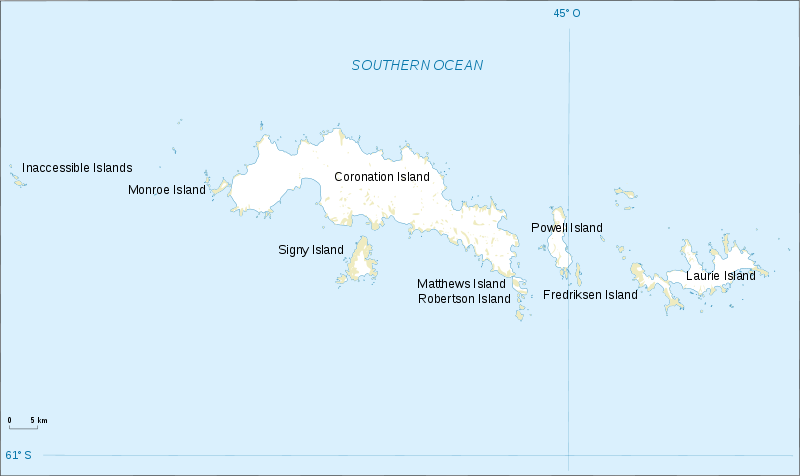 45° O
SOUTHERN OCEAN
Inaccessible Islands
Coronation Island
Monroe Island
Powell Island
Signy Island
Laurie Island
Matthews Island
Fredriksen Island
Robertson Island
0 5 km
61° S